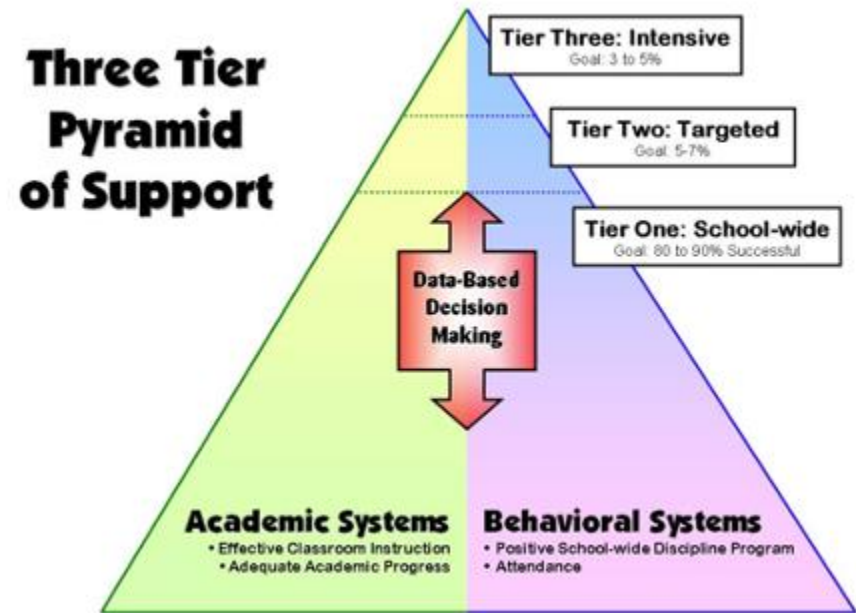 Three Tier
Pyramid
of Support
Tier Three: Intensive
Goal: 3 to 5%
Tier Two: Targeted
Goal: 5-7%
Tier One: School-wide
Goal: 80 to 90% Successful
Data-Based
Decision
Making
Academic Systems
• Effective Classroom Instruction
• Adequate Academic Progress
Behavioral Systems
• Positive School-wide Discipline Program
• Attendance